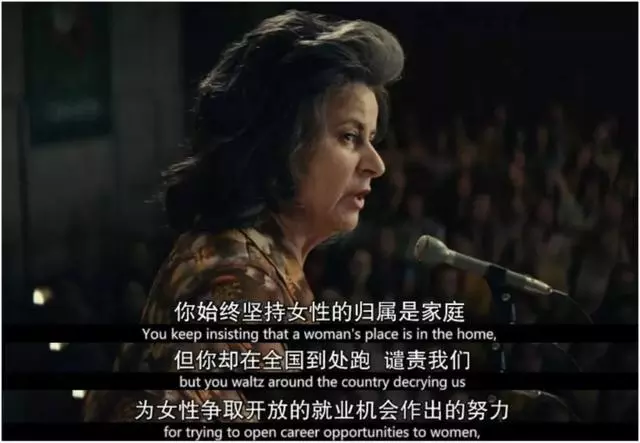 你始终坚持女性的归属是家庭
You keep insisting that a woman's place is in the home,
但你却在全国到处跑 谴责我们
but you waltz around the country decrying us
为女性争取开放的就业机会作出的努力
for trying to open career opportunities to women,